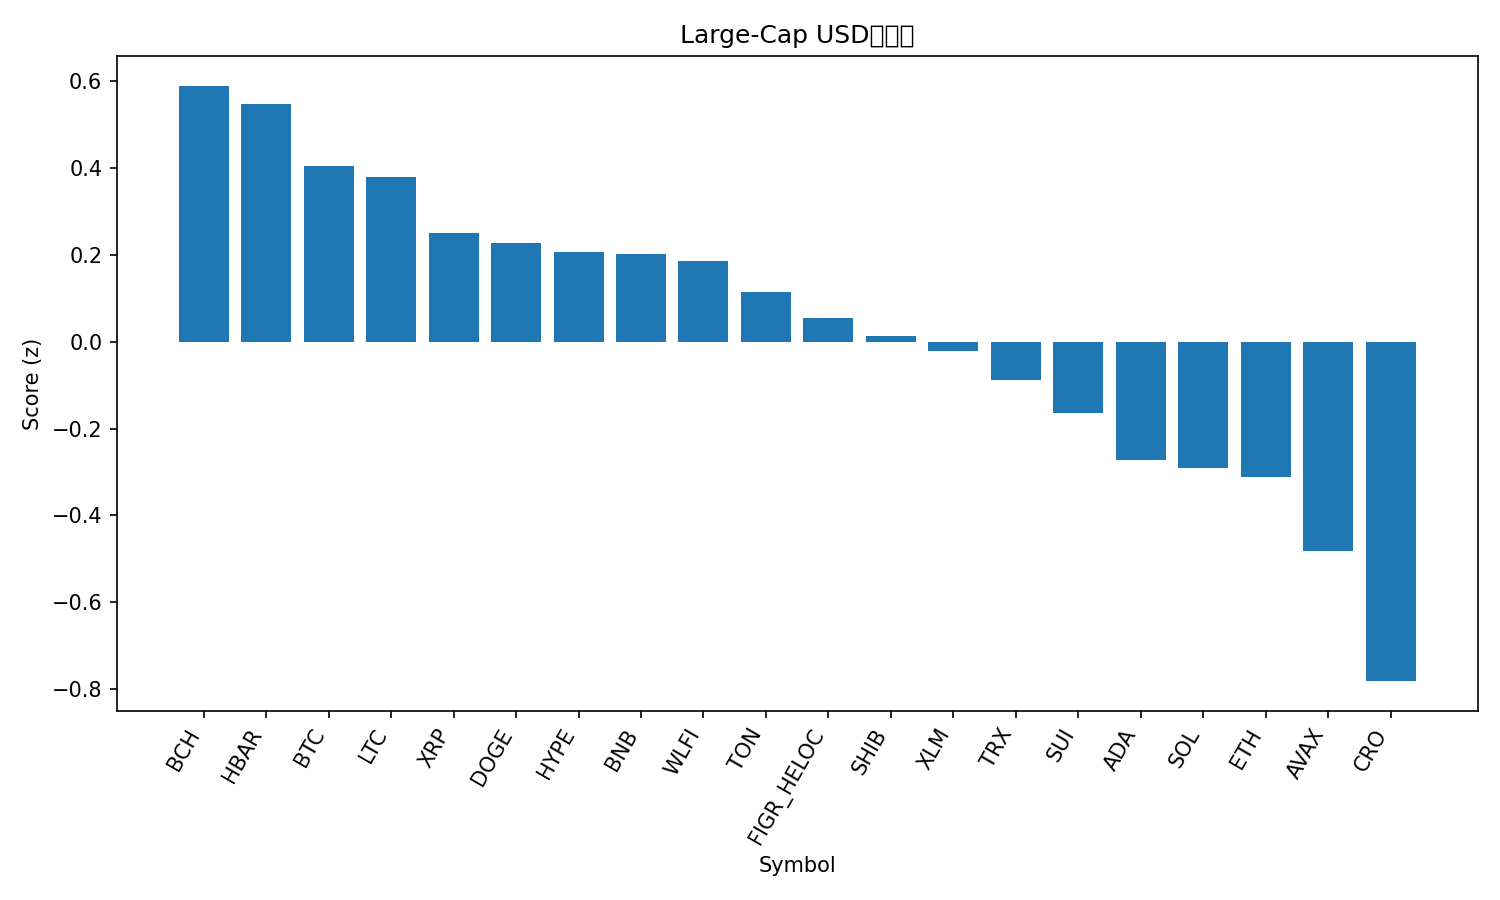 Large-Cap USD
Score (z)
0.6
0.4
0.2
0.0
−0.2
−0.4
−0.6
−0.8
BCH
HBAR
BTC
LTC
XRP
DOGE
HYPE
BNB
WLFI
TON
FIGR_HELOC
SHIB
XLM
TRX
SUI
ADA
SOL
ETH
AVAX
CRO
Symbol